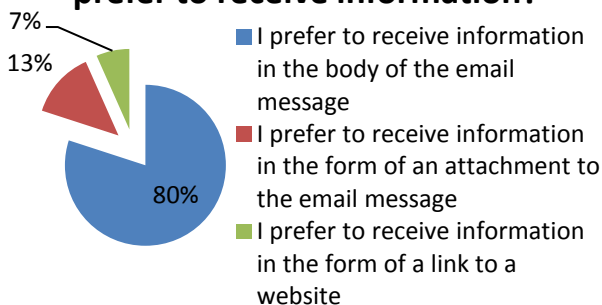 prefer to receive information?
7%
13%
80%
I prefer to receive information
in the body of the email
message
I prefer to receive information
in the form of an attachment to
the email message
I prefer to receive information
in the form of a link to a
website